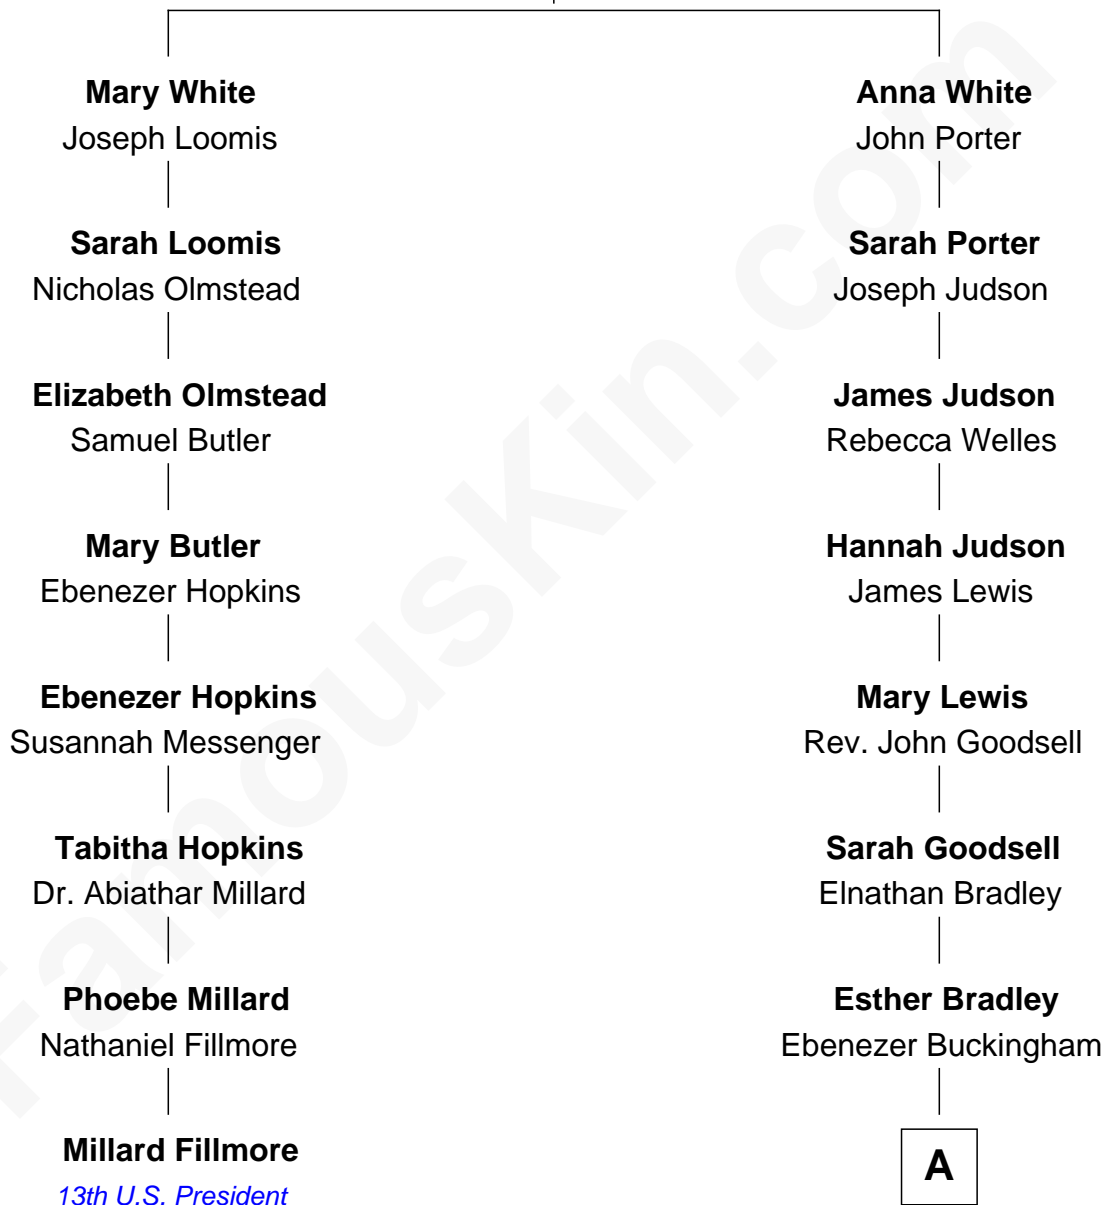 Mary White
Joseph Loomis
Sarah Loomis
Nicholas Olmstead
Elizabeth Olmstead
Samuel Butler
Mary Butler
Ebenezer Hopkins
Ebenezer Hopkins
Susannah Messenger
Tabitha Hopkins
Dr. Abiathar Millard
Phoebe Millard
Nathaniel Fillmore
Millard Fillmore
13th U.S. President
Anna White
John Porter
Sarah Porter
Joseph Judson
James Judson
Rebecca Welles
Hannah Judson
James Lewis
Mary Lewis
Rev. John Goodsell
Sarah Goodsell
Elnathan Bradley
Esther Bradley
Ebenezer Buckingham
A
FamousKin.com